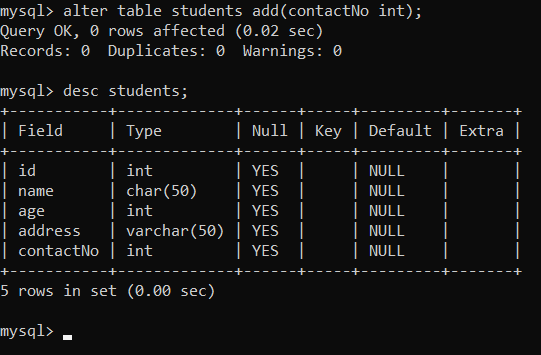 mysql> alter table students add(contactNo int);
Query OK, 0 rows affected (0.02 sec)
Records: 0  Duplicates: 0  Warnings: 0

mysql> desc students;
+-----------+-------------+------+-----+---------+-------+
| Field     | Type        | Null | Key | Default | Extra |
+-----------+-------------+------+-----+---------+-------+
| id        | int         | YES  |     | NULL    |       |
| name      | char(50)    | YES  |     | NULL    |       |
| age       | int         | YES  |     | NULL    |       |
| address   | varchar(50) | YES  |     | NULL    |       |
| contactNo | int         | YES  |     | NULL    |       |
+-----------+-------------+------+-----+---------+-------+
5 rows in set (0.00 sec)

mysql>